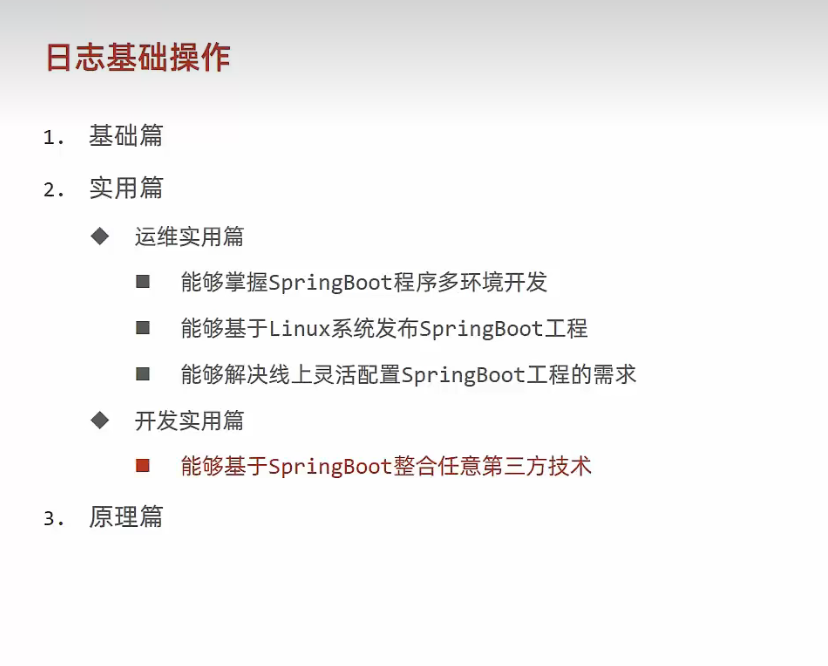 日志基础操作
1. 基础篇
2. 实用篇
◆ 运维实用篇
■ 能够掌握SpringBoot程序多环境开发
■ 能够基于Linux系统发布SpringBoot工程
■ 能够解决线上灵活配置SpringBoot工程的需求
◆ 开发实用篇
■ 能够基于SpringBoot整合任意第三方技术
3. 原理篇